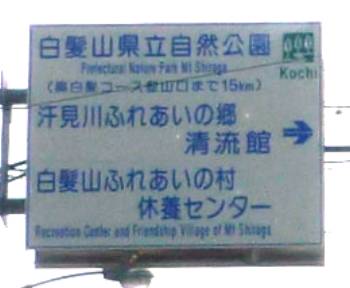 白髪山県立自然公園
Prefectural Nature Park Mt Shiraga
Kochi
(奥白髪コース登山口まで15km)
汗見川ふれあいの郷
清流館
白髪山ふれあいの村
休養センター
Recreation Center and Friendship Village of Mt Shiraga